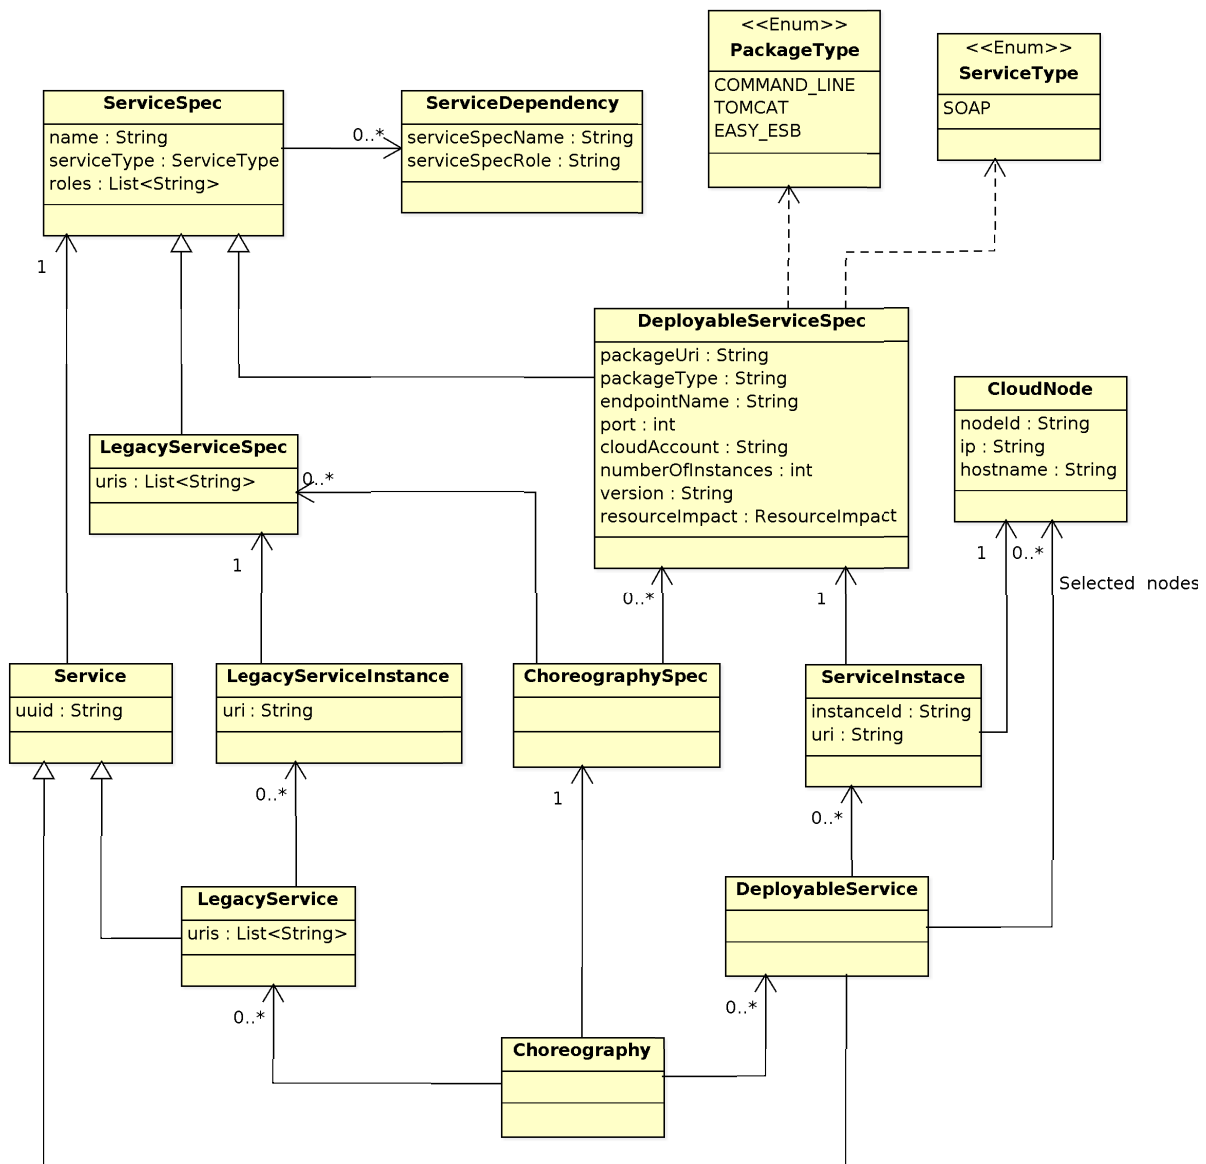 <<Enum>>
PackageType
COMMAND_LINE
TOMCAT
EASY_ESB
<<Enum>>
ServiceType
SOAP
ServiceSpec
name : String
serviceType : ServiceType
roles : List<String>
0..*
ServiceDependency
serviceSpecName : String
serviceSpecRole : String
1
DeployableServiceSpec
packageUri : String
packageType : String
endpointName : String
port : int
cloudAccount : String
numberOfInstances : int
version : String
resourceImpact : ResourceImpact
CloudNode
nodeId : String
ip : String
hostname : String
LegacyServiceSpec
uris : List<String>
0..*
1
0..*
1
1
0..*
Selected nodes
Service
uuid : String
LegacyServiceInstance
uri : String
ChoreographySpec
ServiceInstace
instanceId : String
uri : String
0..*
1
0..*
LegacyService
uris : List<String>
DeployableService
0..*
0..*
Choreography